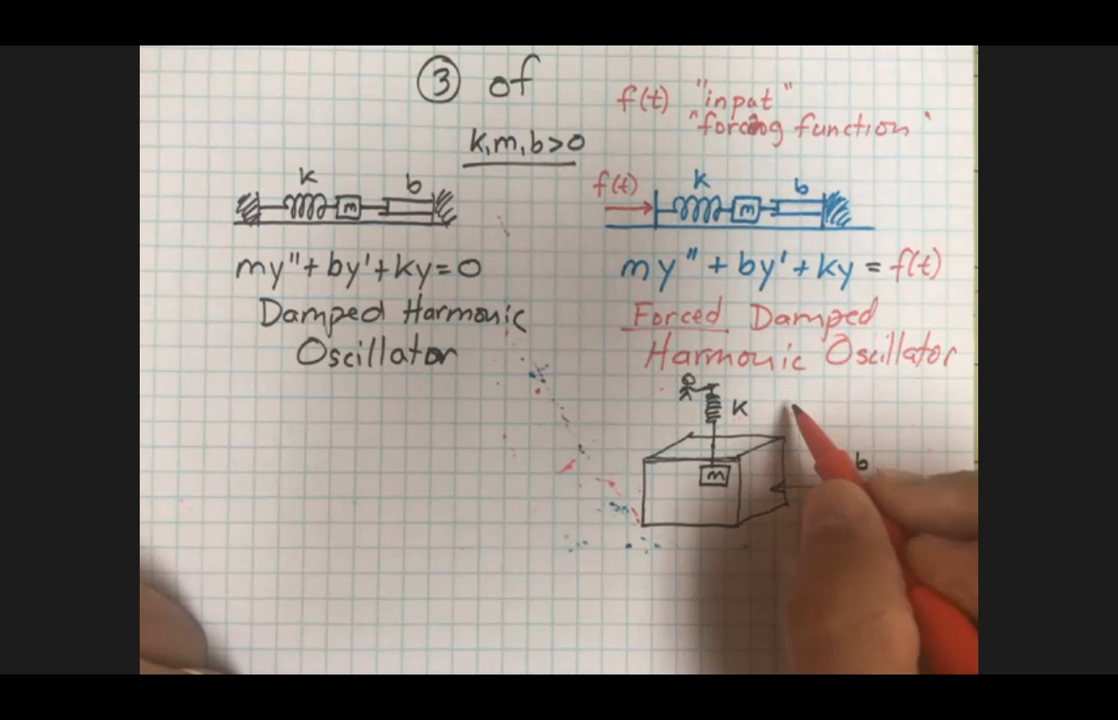 ③ of
f(t) "input"
"forcing function"
k, m, b > 0
k b
m
my" + by' + ky = 0
Damped Harmonic
Oscillator
f(t) k b
m
my" + by' + ky = f(t)
Forced Damped
Harmonic Oscillator
k
m
b